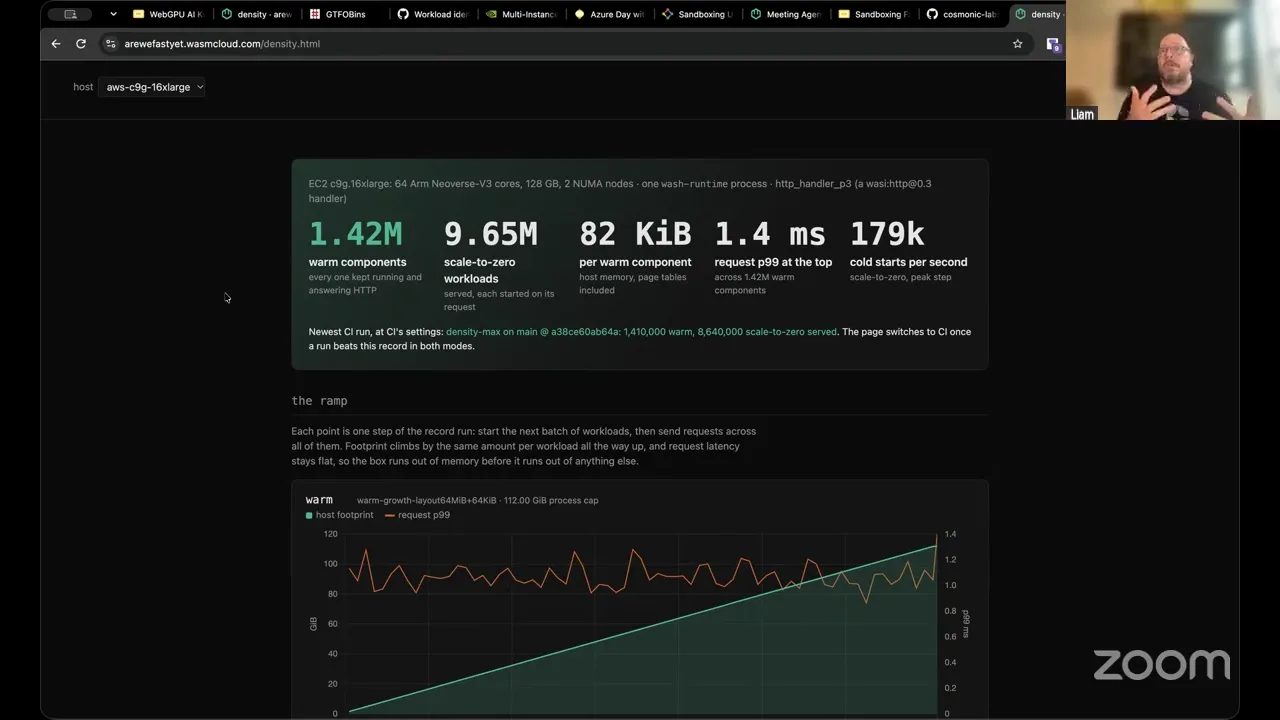 WebGPU AI K
density · arew
GTFOBins
Workload ider
Multi-Instanc
Azure Day wit
Sandboxing U
Meeting Agen
Sandboxing Fa
cosmonic-lab
density ·
arewefastyet.wasmcloud.com/density.html
9
Liam
host
aws-c9g-16xlarge
EC2 c9g.16xlarge: 64 Arm Neoverse-V3 cores, 128 GB, 2 NUMA nodes · one wash-runtime process · http_handler_p3 (a wasi:http@0.3
handler)
1.42M
warm components
every one kept running and
answering HTTP
9.65M
scale-to-zero
workloads
served, each started on its
request
82 KiB
per warm component
host memory, page tables
included
1.4 ms
request p99 at the top
across 1.42M warm
components
179k
cold starts per second
scale-to-zero, peak step
Newest CI run, at CI's settings: density-max on main @ a38ce60ab64a: 1,410,000 warm, 8,640,000 scale-to-zero served. The page switches to CI once
a run beats this record in both modes.
the ramp
Each point is one step of the record run: start the next batch of workloads, then send requests across
all of them. Footprint climbs by the same amount per workload all the way up, and request latency
stays flat, so the box runs out of memory before it runs out of anything else.
warm warm-growth-layout64MiB+64KiB · 112.00 GiB process cap
host footprint request p99
120
100
80
60
40
20
0
GiB
1.4
1.2
1.0
0.8
0.6
0.4
0.2
0
p99 ms
zoom